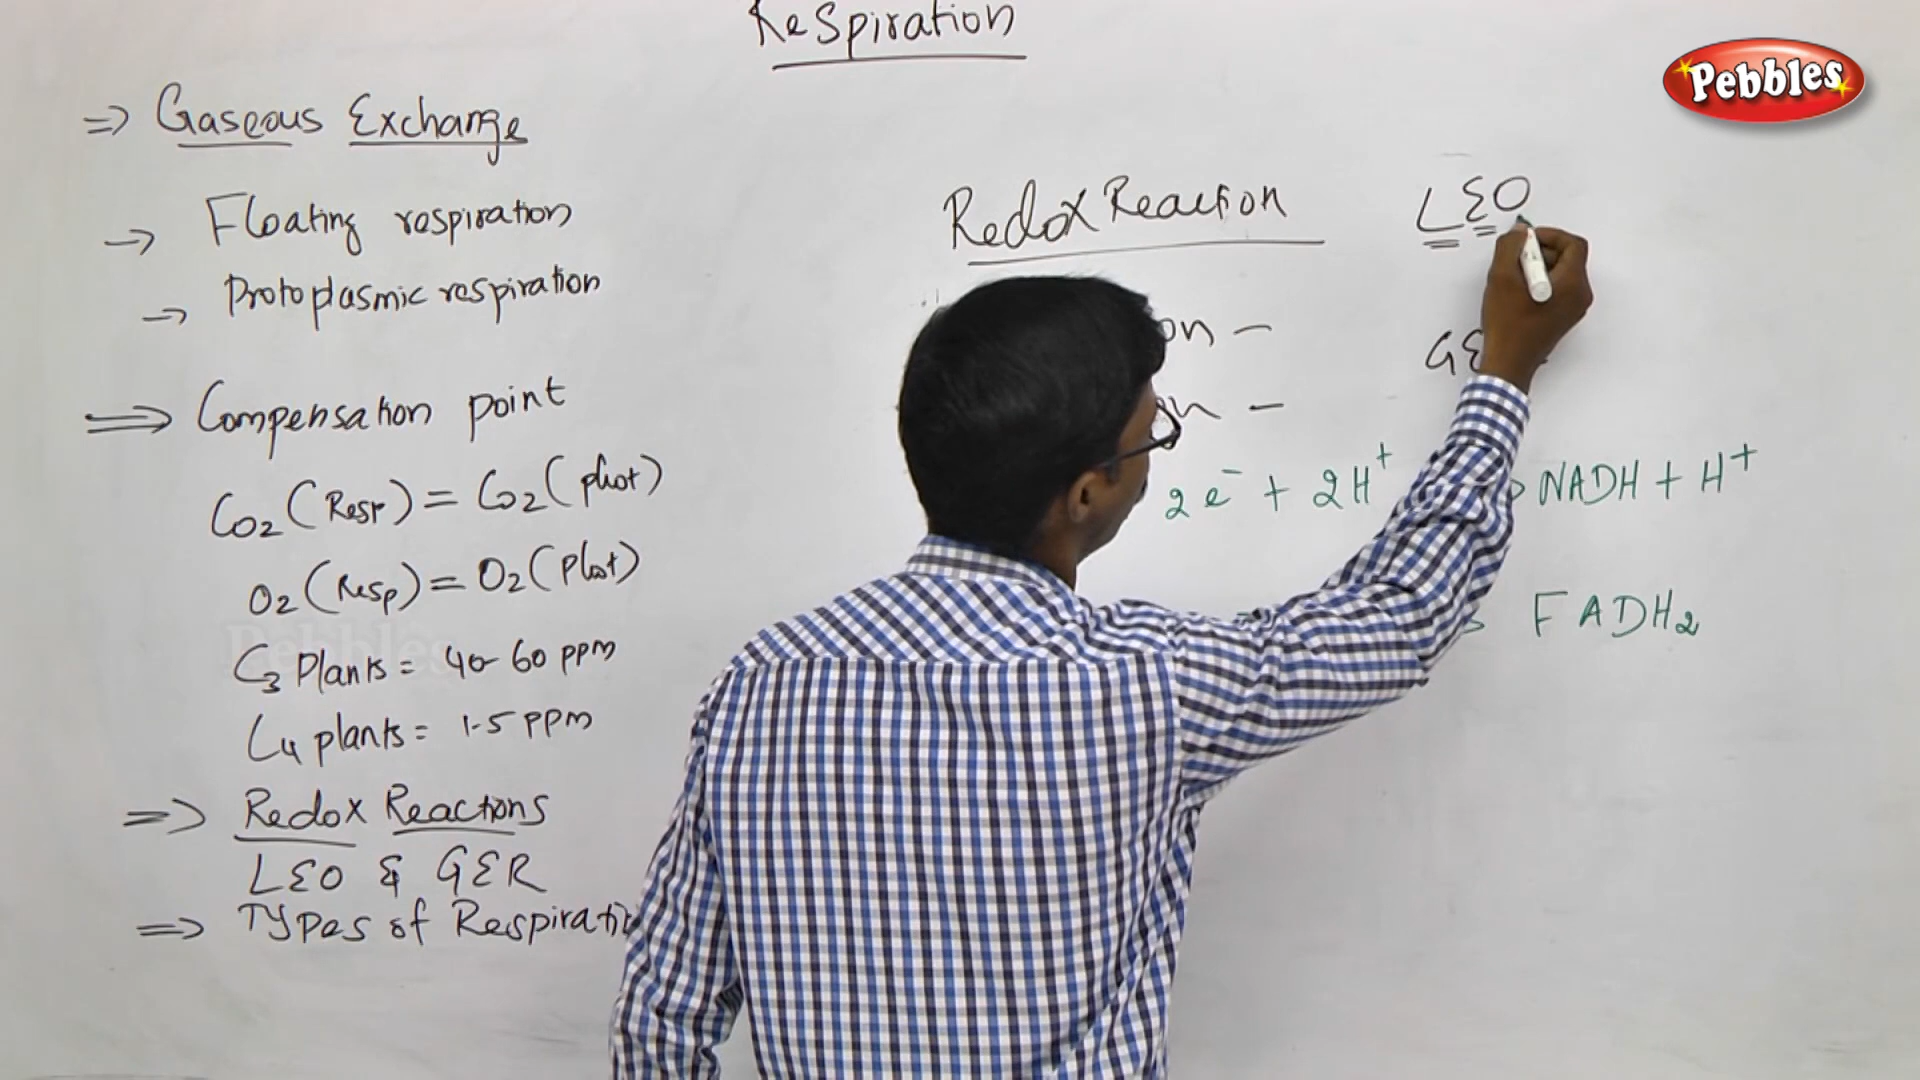 Respiration
Pebbles
=> Gaseous Exchange
-> Floating respiration
-> Protoplasmic respiration
=> Compensation point
CO2 (Resp) = CO2 (phot)
O2 (Resp) = O2 (Phot)
Pebbles
C3 Plants = 40-60 ppm
C4 plants = 1-5 ppm
=> Redox Reactions
LEO & GER
=> Types of Respiratio
Redox Reaction LEO
on - GE
on -
2e⁻ + 2H⁺ > NADH + H⁺
FADH2